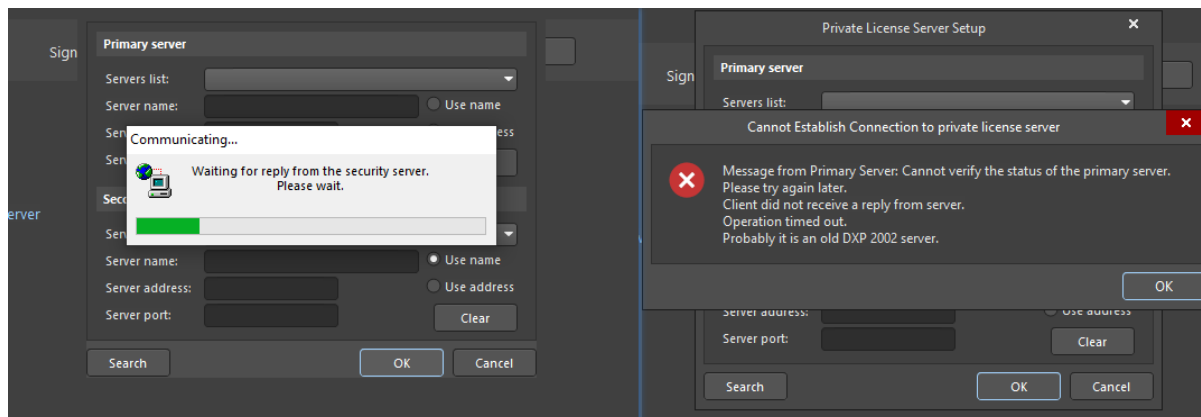 Sign
Primary server
Servers list:
Server name:
Use name
Communicating...
Waiting for reply from the security server.
Please wait.
Server name:
Use name
Server address:
Use address
Server port:
Clear
Search
OK
Cancel
Private License Server Setup
Sign
Primary server
Servers list:
Cannot Establish Connection to private license server
Message from Primary Server: Cannot verify the status of the primary server.
Please try again later.
Client did not receive a reply from server.
Operation timed out.
Probably it is an old DXP 2002 server.
OK
Server address:
Use address
Server port:
Clear
Search
OK
Cancel